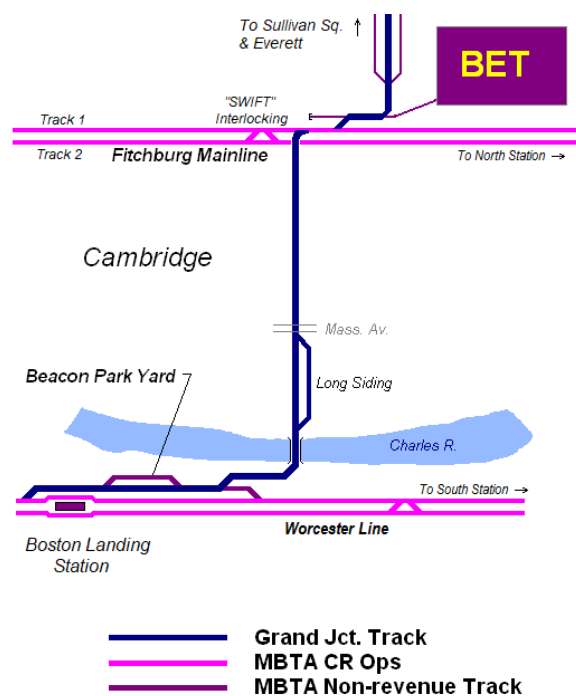 To Sullivan Sq.
& Everett
BET
"SWIFT"
Interlocking
Track 1
Track 2
Fitchburg Mainline
To North Station →
Cambridge
Mass. Av.
Beacon Park Yard
Long Siding
Charles R.
To South Station →
Worcester Line
Boston Landing
Station
Grand Jct. Track
MBTA CR Ops
MBTA Non-revenue Track